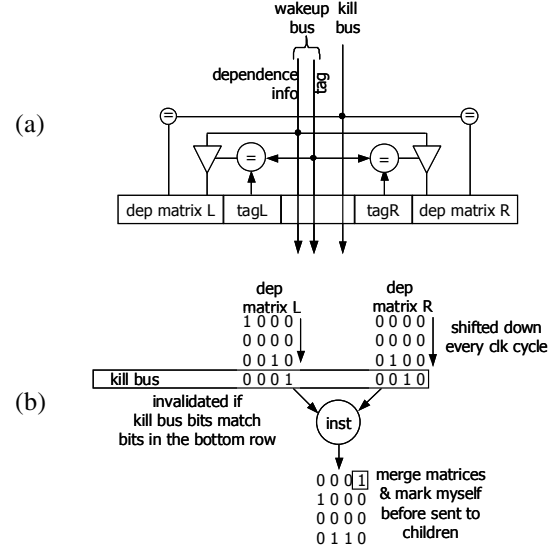 wakeup kill
bus bus
dependence
info
tag
(a)
= =
= =
dep matrix L tagL tagR dep matrix R
dep dep
matrix L matrix R
1 0 0 0 0 0 0 0
0 0 0 0 0 0 0 0
0 0 1 0 0 1 0 0
shifted down
every clk cycle
kill bus 0 0 0 1 0 0 1 0
(b)
invalidated if
kill bus bits match
bits in the bottom row
inst
0 0 0 1
1 0 0 0
0 0 0 0
0 1 1 0
merge matrices
& mark myself
before sent to
children